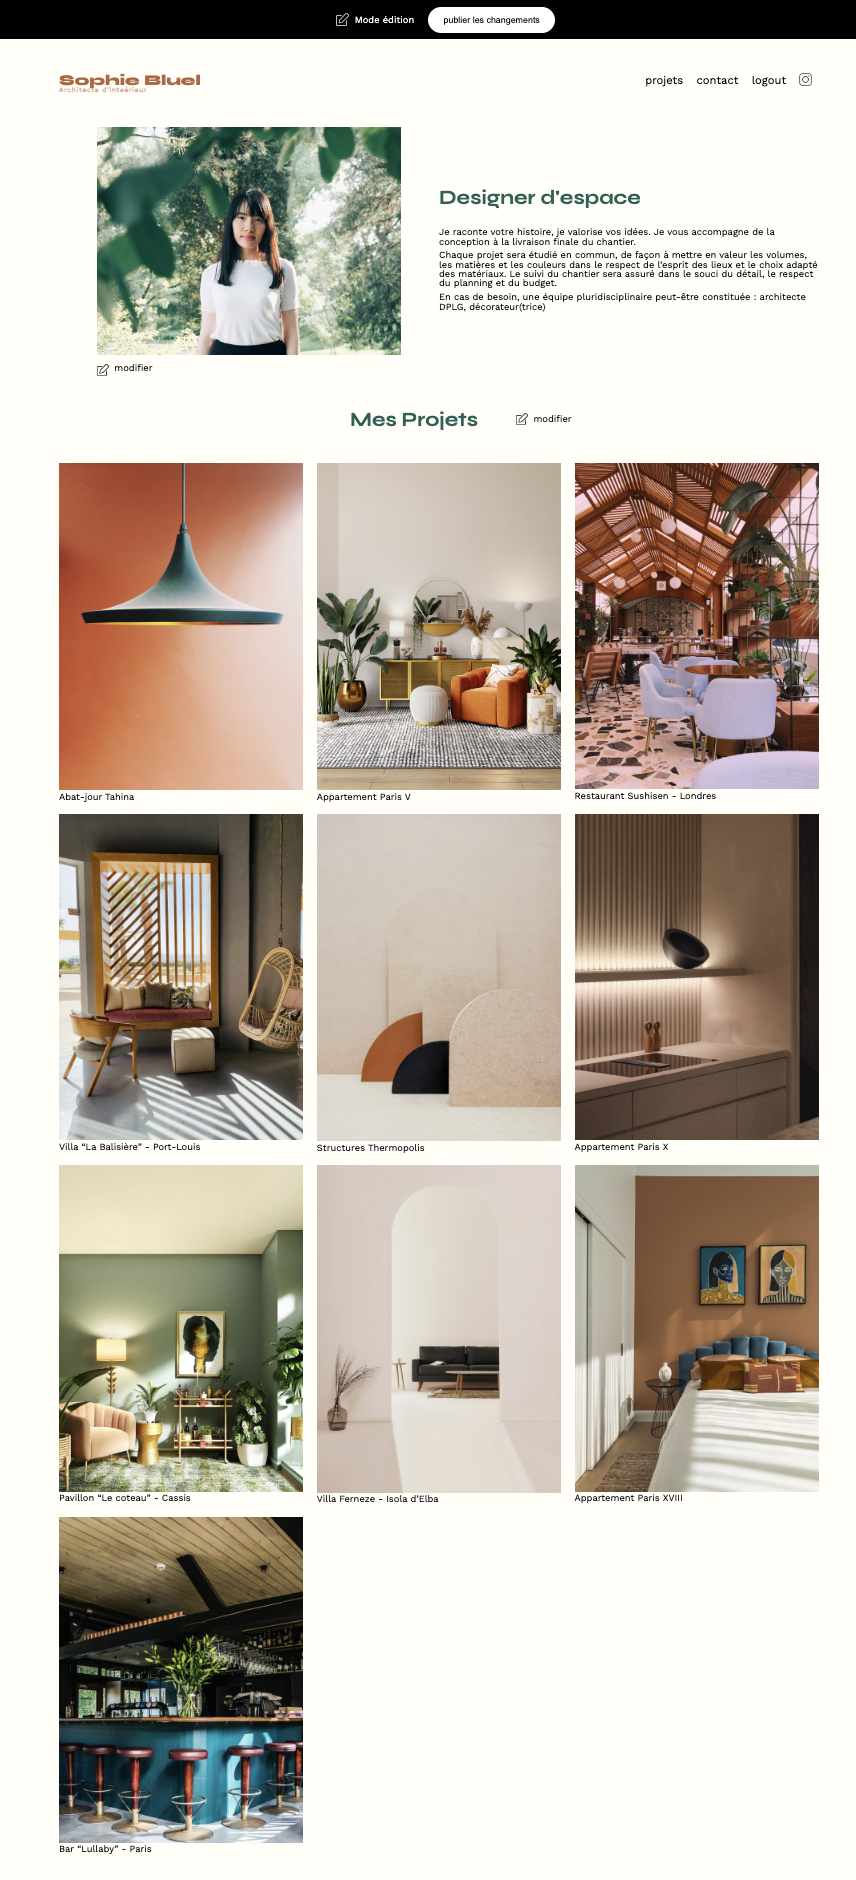 Mode édition
publier les changements
Sophie Bluel
Architecte d'inteérieur
projets
contact
logout
Designer d'espace
Je raconte votre histoire, je valorise vos idées. Je vous accompagne de la
conception à la livraison finale du chantier.
Chaque projet sera étudié en commun, de façon à mettre en valeur les volumes,
les matières et les couleurs dans le respect de l'esprit des lieux et le choix adapté
des matériaux. Le suivi du chantier sera assuré dans le souci du détail, le respect
du planning et du budget.
En cas de besoin, une équipe pluridisciplinaire peut-être constituée : architecte
DPLG, décorateur(trice)
modifier
Mes Projets
modifier
Abat-jour Tahina
Appartement Paris V
Restaurant Sushisen - Londres
Villa “La Balisière” - Port-Louis
Structures Thermopolis
Appartement Paris X
Pavillon “Le coteau” - Cassis
Villa Ferneze - Isola d’Elba
Appartement Paris XVIII
Bar “Lullaby” - Paris